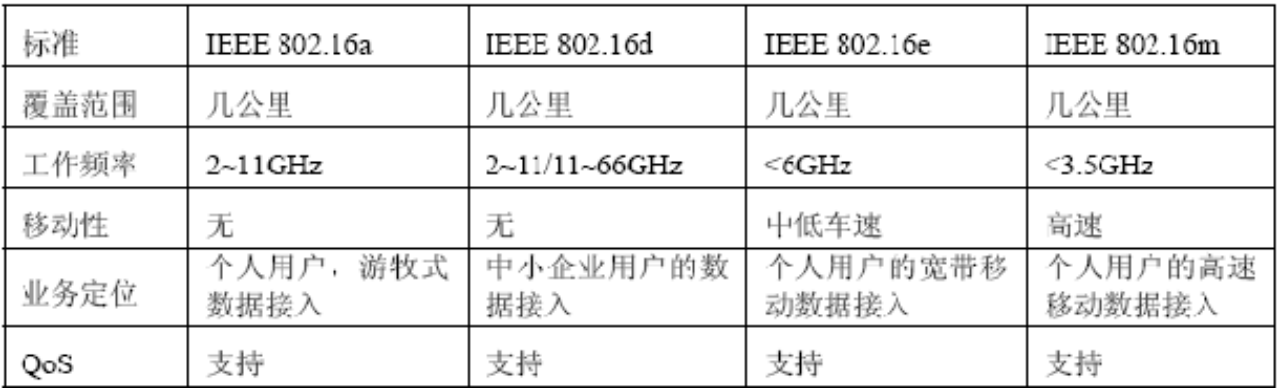 标准 IEEE 802.16a IEEE 802.16d IEEE 802.16e IEEE 802.16m
覆盖范围 几公里 几公里 几公里 几公里
工作频率 2~11GHz 2~11/11~66GHz <6GHz <3.5GHz
移动性 无 无 中低车速 高速
业务定位 个人用户，游牧式数据接入 中小企业用户的数据接入 个人用户的宽带移动数据接入 个人用户的高速移动数据接入
QoS 支持 支持 支持 支持